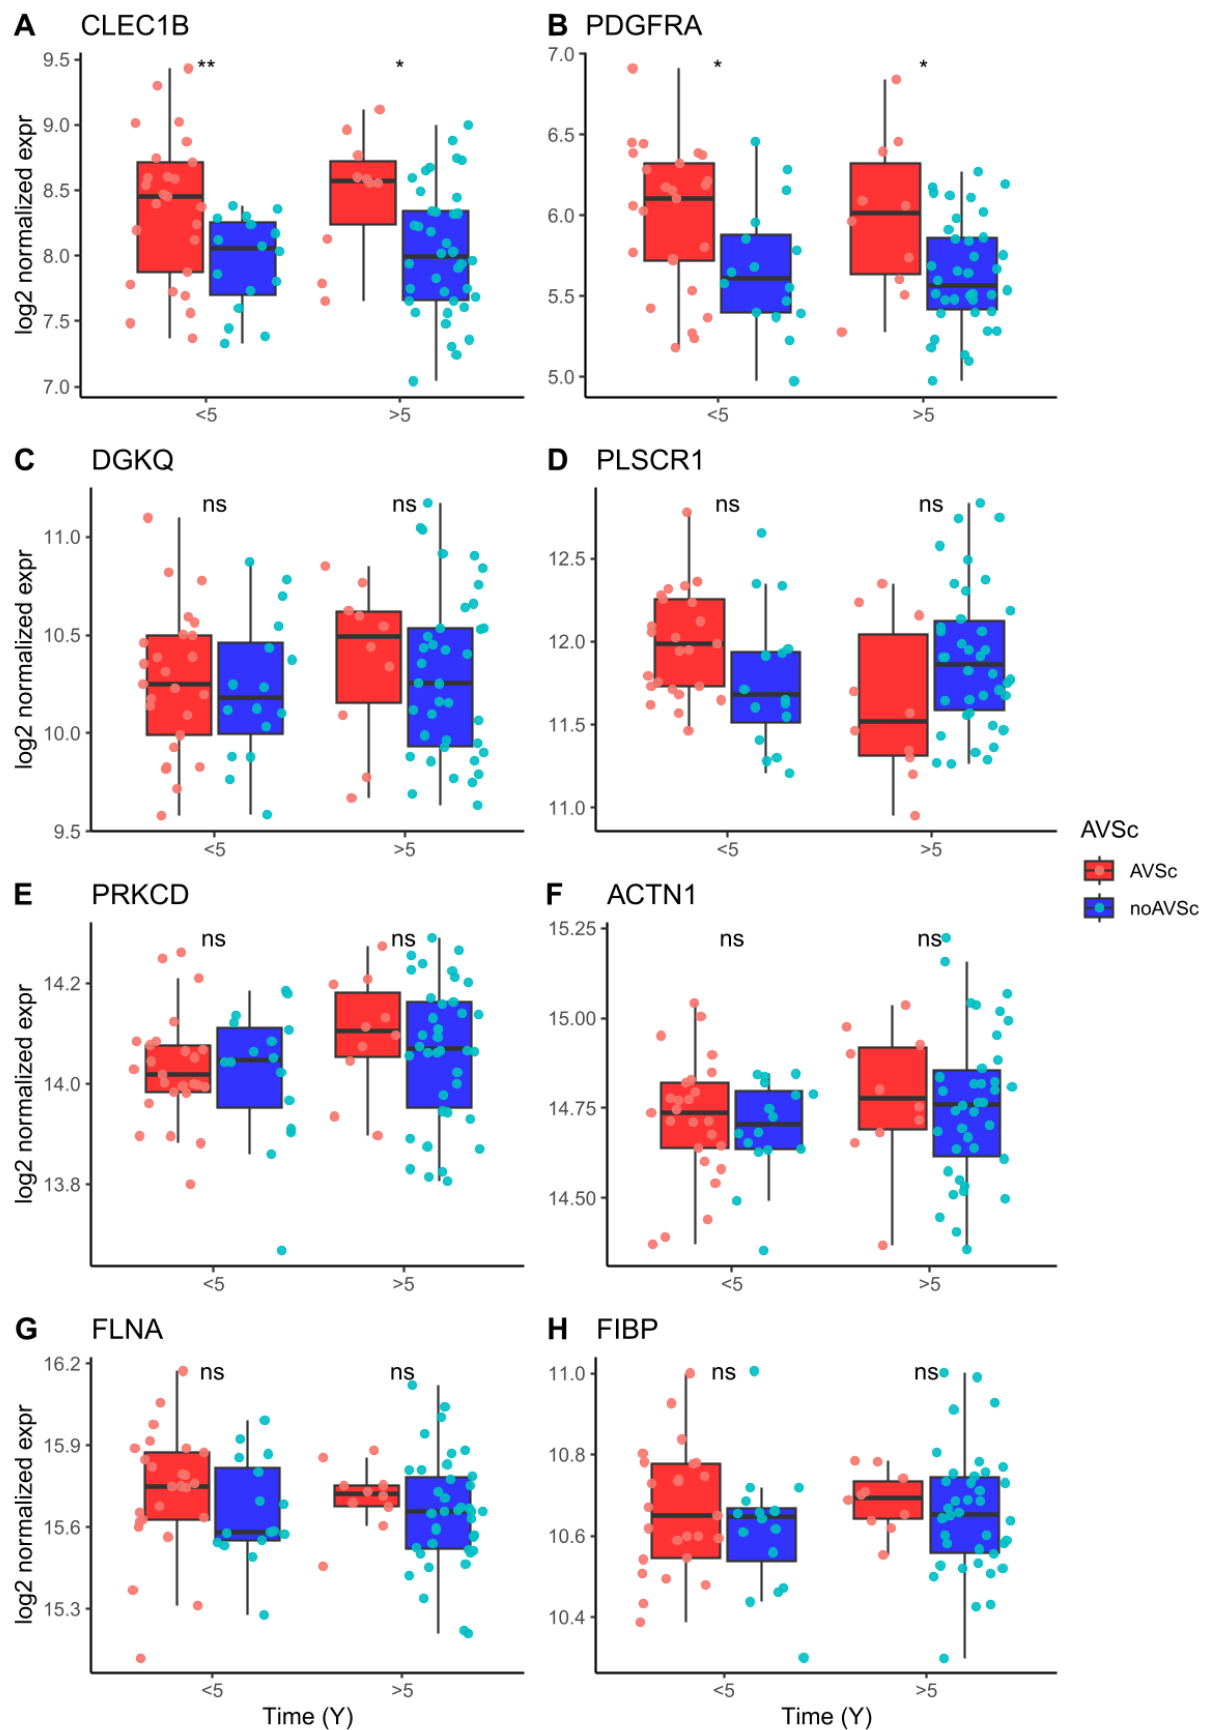 A CLEC1B
B PDGFRA
9.5
9.0
8.5
8.0
7.5
7.0
log2 normalized expr
** *
<5 >5
7.0
6.5
6.0
5.5
5.0
* *
<5 >5
C DGKQ
D PLSCR1
11.0
10.5
10.0
9.5
log2 normalized expr
ns ns
<5 >5
12.5
12.0
11.5
11.0
ns ns
<5 >5
AVSc
AVSc
noAVSc
E PRKCD
F ACTN1
14.2
14.0
13.8
log2 normalized expr
ns ns
<5 >5
15.25
15.00
14.75
14.50
ns ns
<5 >5
G FLNA
H FIBP
16.2
15.9
15.6
15.3
log2 normalized expr
ns ns
<5 >5
Time (Y)
11.0
10.8
10.6
10.4
ns ns
<5 >5
Time (Y)